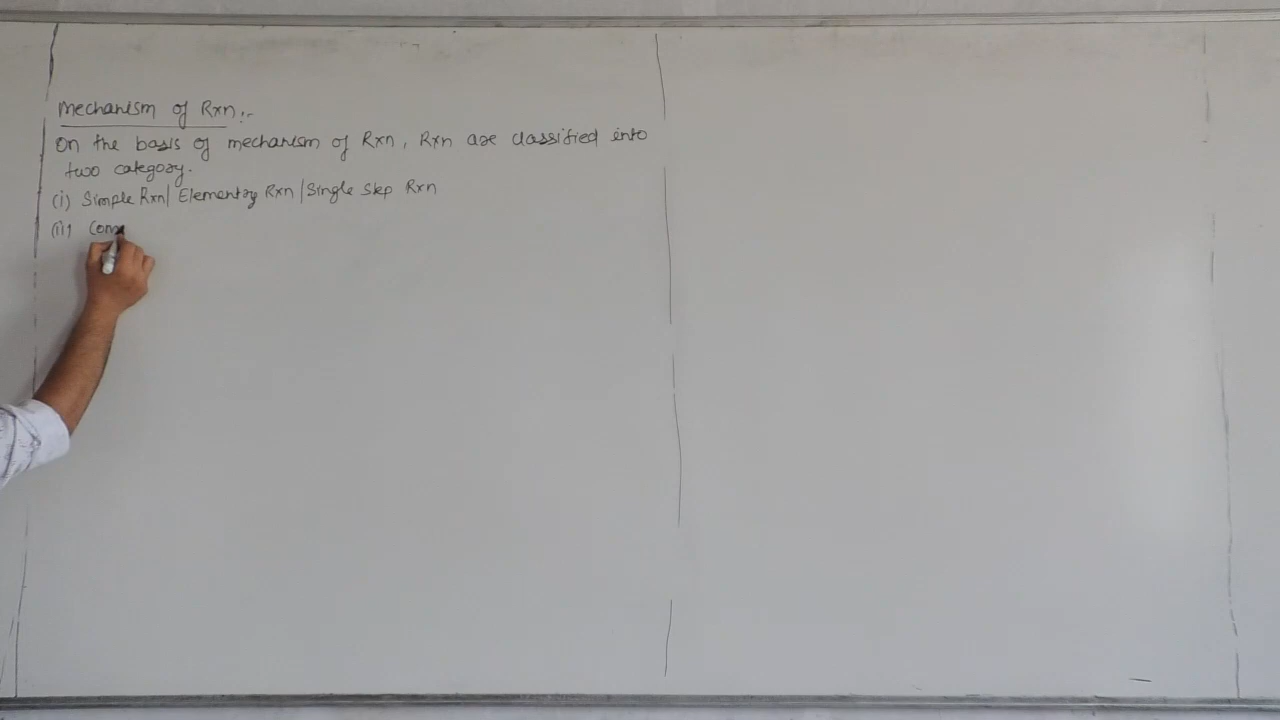 Mechanism of Rxn:-
On the basis of mechanism of Rxn, Rxn are classified into
two category.
(i) Simple Rxn/ Elementry Rxn /Single Step Rxn
(ii) Com